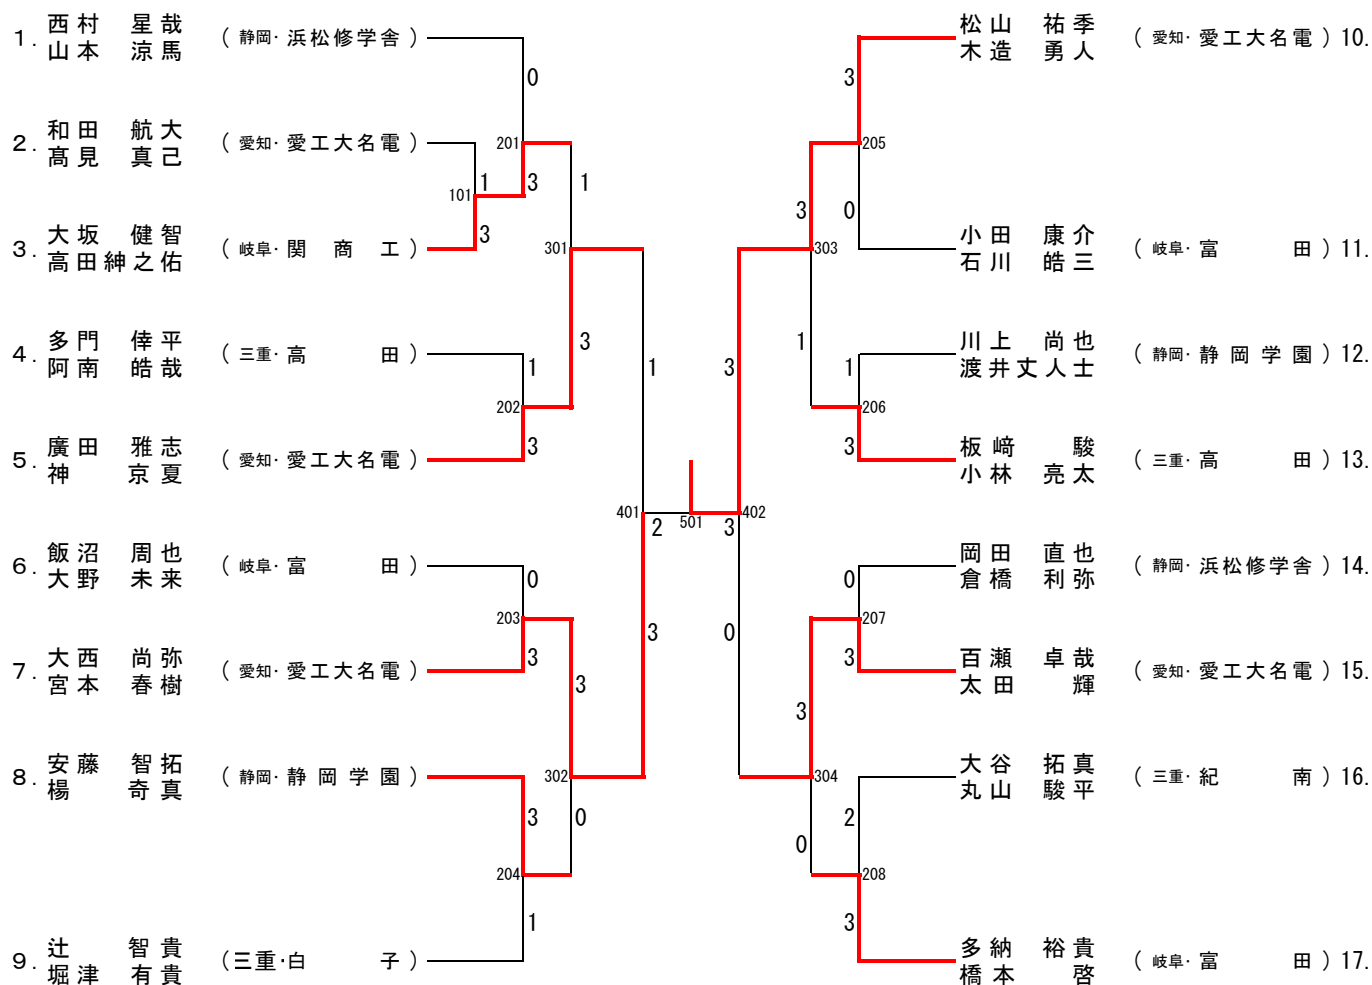 1. 西村 星哉 (静岡・浜松修学舎)
山本 涼馬
0
2. 和田 航大 (愛知・愛工大名電)
髙見 真己
201
101
1
3
1
3. 大坂 健智 (岐阜・関商工)
高田紳之佑
3
301
4. 多門 倖平 (三重・高田)
阿南 皓哉
1
3
1
202
5. 廣田 雅志 (愛知・愛工大名電)
神 京夏
3
401
2
501
3
402
6. 飯沼 周也 (岐阜・富田)
大野 未来
0
203
7. 大西 尚弥 (愛知・愛工大名電)
宮本 春樹
3
3
3
8. 安藤 智拓 (静岡・静岡学園)
楊 奇真
302
3
0
204
1
9. 辻 智貴 (三重・白子)
堀津 有貴
松山 祐季 (愛知・愛工大名電) 10.
木造 勇人
3
205
3
0
小田 康介 (岐阜・富田) 11.
石川 皓三
303
川上 尚也 (静岡・静岡学園) 12.
渡井丈人士
1
1
3
206
板﨑 駿 (三重・高田) 13.
小林 亮太
3
岡田 直也 (静岡・浜松修学舎) 14.
倉橋 利弥
0
207
0
百瀬 卓哉 (愛知・愛工大名電) 15.
太田 輝
3
3
大谷 拓真 (三重・紀南) 16.
丸山 駿平
304
2
0
208
3
多納 裕貴 (岐阜・富田) 17.
橋本 啓